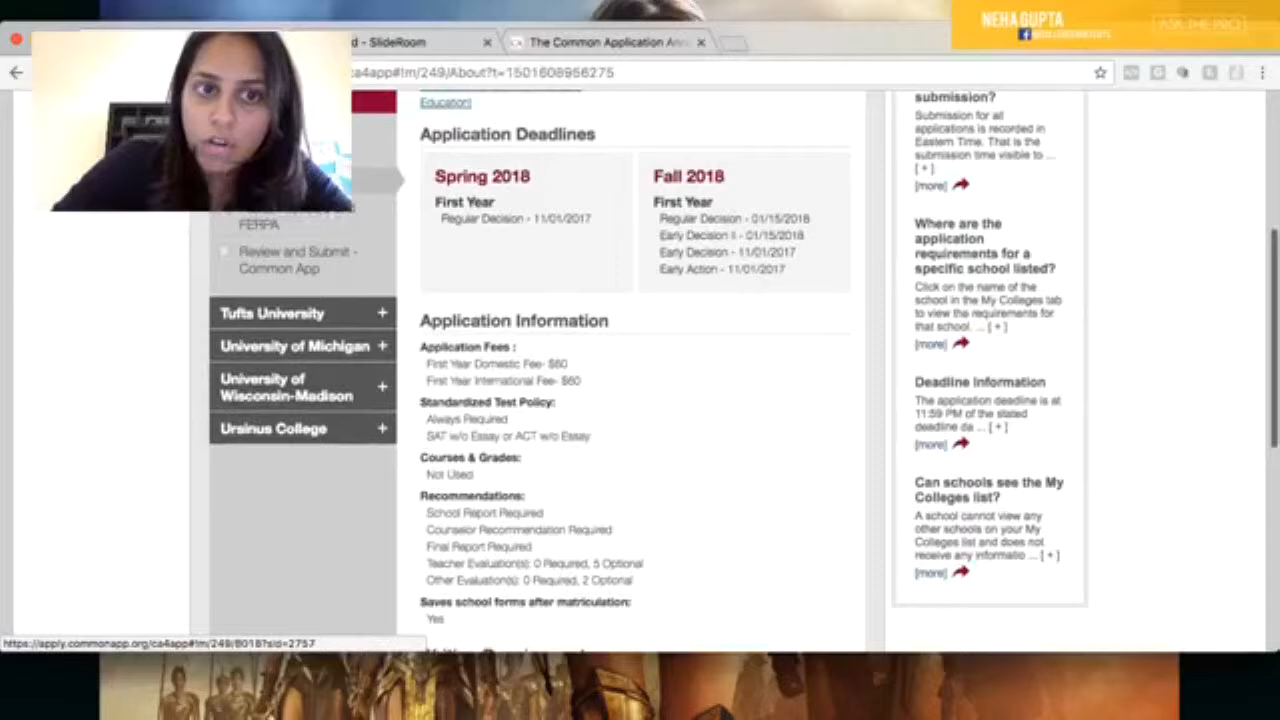 NEHA GUPTA
ASK THE PRO!
d - SlideRoom
The Common Application Ann
ca4app#!m/249/About?t=1501608956275
Education)
Application Deadlines
Spring 2018
First Year
Regular Decision - 11/01/2017
Fall 2018
First Year
Regular Decision - 01/15/2018
Early Decision II - 01/15/2018
Early Decision - 11/01/2017
Early Action - 11/01/2017
FERPA
Review and Submit -
Common App
Tufts University +
University of Michigan +
University of
Wisconsin-Madison +
Ursinus College +
Application Information
Application Fees :
First Year Domestic Fee- $60
First Year International Fee- $60
Standardized Test Policy:
Always Required
SAT w/o Essay or ACT w/o Essay
Courses & Grades:
Not Used
Recommendations:
School Report Required
Counselor Recommendation Required
Final Report Required
Teacher Evaluation(s): 0 Required, 5 Optional
Other Evaluation(s): 0 Required, 2 Optional
Saves school forms after matriculation:
Yes
submission?
Submission for all
applications is recorded in
Eastern Time. That is the
submission time visible to
... [ + ]
[more]
Where are the
application
requirements for a
specific school listed?
Click on the name of the
school in the My Colleges tab
to view the requirements for
that school. ... [ + ]
[more]
Deadline Information
The application deadline is at
11:59 PM of the stated
deadline da ... [ + ]
[more]
Can schools see the My
Colleges list?
A school cannot view any
other schools on your My
Colleges list and does not
receive any informatio ... [ + ]
[more]
https://apply.commonapp.org/ca4app#!m/249/8018?sid=2757